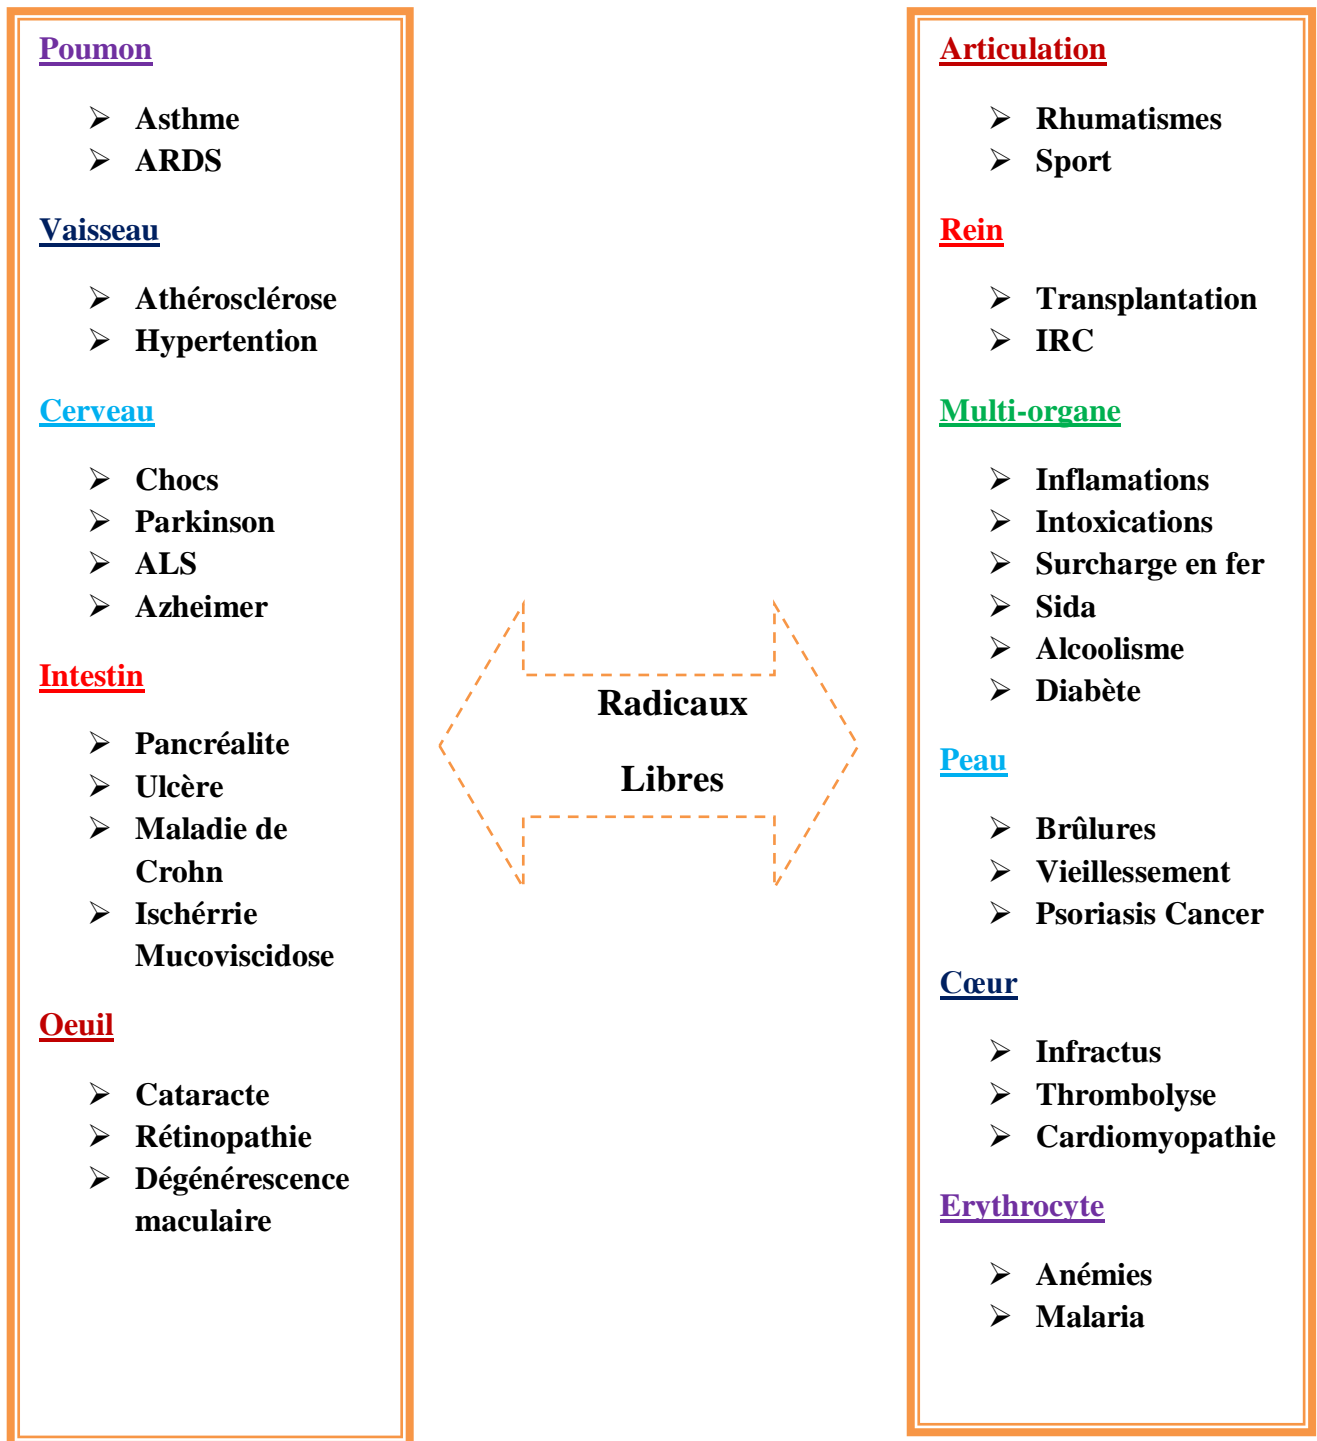 Poumon
Asthme
ARDS
Vaisseau
Athérosclérose
Hypertention
Cerveau
Chocs
Parkinson
ALS
Azheimer
Intestin
Pancréalite
Ulcère
Maladie de
Crohn
Ischérrie
Mucoviscidose
Oeuil
Cataracte
Rétinopathie
Dégénérescence
maculaire
Radicaux
Libres
Articulation
Rhumatismes
Sport
Rein
Transplantation
IRC
Multi-organe
Inflamations
Intoxications
Surcharge en fer
Sida
Alcoolisme
Diabète
Peau
Brûlures
Vieillessement
Psoriasis Cancer
Cœur
Infractus
Thrombolyse
Cardiomyopathie
Erythrocyte
Anémies
Malaria